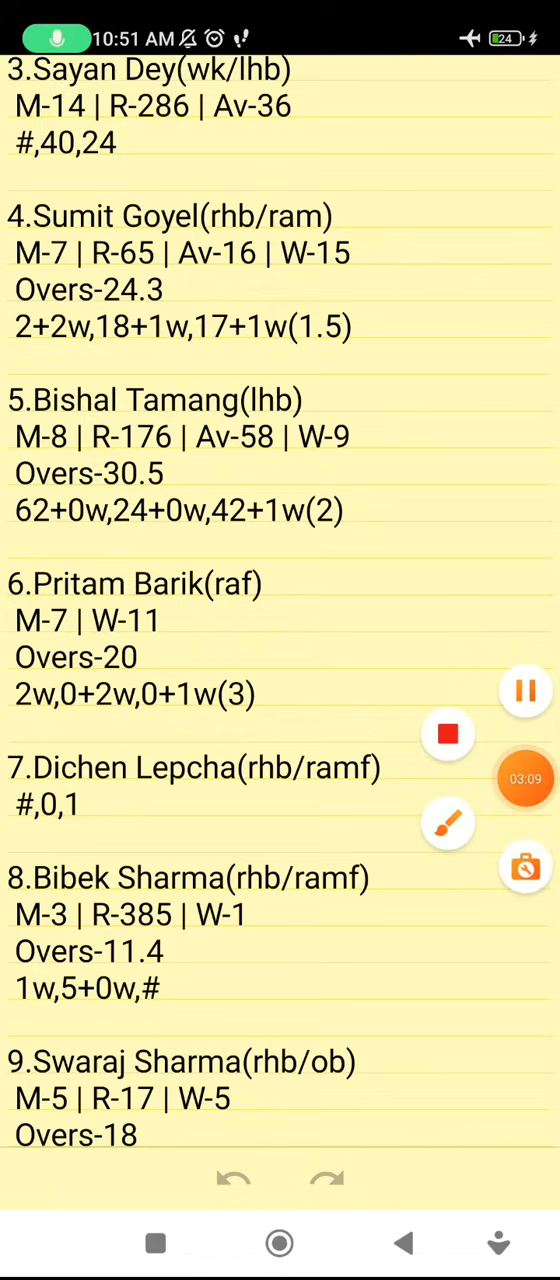 10:51 AM
24
3.Sayan Dey(wk/lhb)
M-14 | R-286 | Av-36
#,40,24
4.Sumit Goyel(rhb/ram)
M-7 | R-65 | Av-16 | W-15
Overs-24.3
2+2w,18+1w,17+1w(1.5)
5.Bishal Tamang(lhb)
M-8 | R-176 | Av-58 | W-9
Overs-30.5
62+0w,24+0w,42+1w(2)
6.Pritam Barik(raf)
M-7 | W-11
Overs-20
2w,0+2w,0+1w(3)
03:09
7.Dichen Lepcha(rhb/ramf)
#,0,1
8.Bibek Sharma(rhb/ramf)
M-3 | R-385 | W-1
Overs-11.4
1w,5+0w,#
9.Swaraj Sharma(rhb/ob)
M-5 | R-17 | W-5
Overs-18